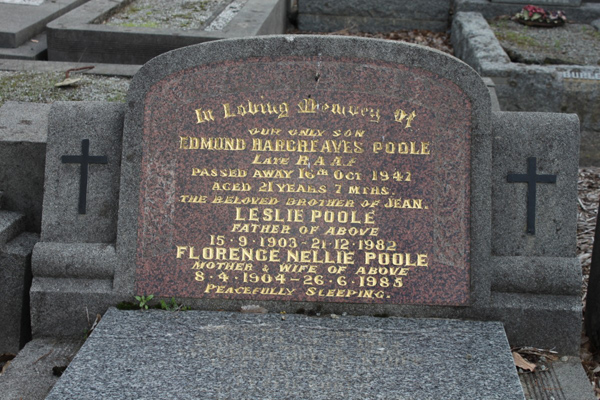 In Loving Memory Of
OUR ONLY SON
EDMUND HARGREAVES POOLE
LATE R.A.A.F.
PASSED AWAY 16TH OCT 1947
AGED 21 YEARS 7 MTHS.
THE BELOVED BROTHER OF JEAN.
LESLIE POOLE
FATHER OF ABOVE
15.9.1903-21.12.1982
FLORENCE NELLIE POOLE
MOTHER & WIFE OF ABOVE
8.4.1904-26.6.1985
PEACEFULLY SLEEPING.